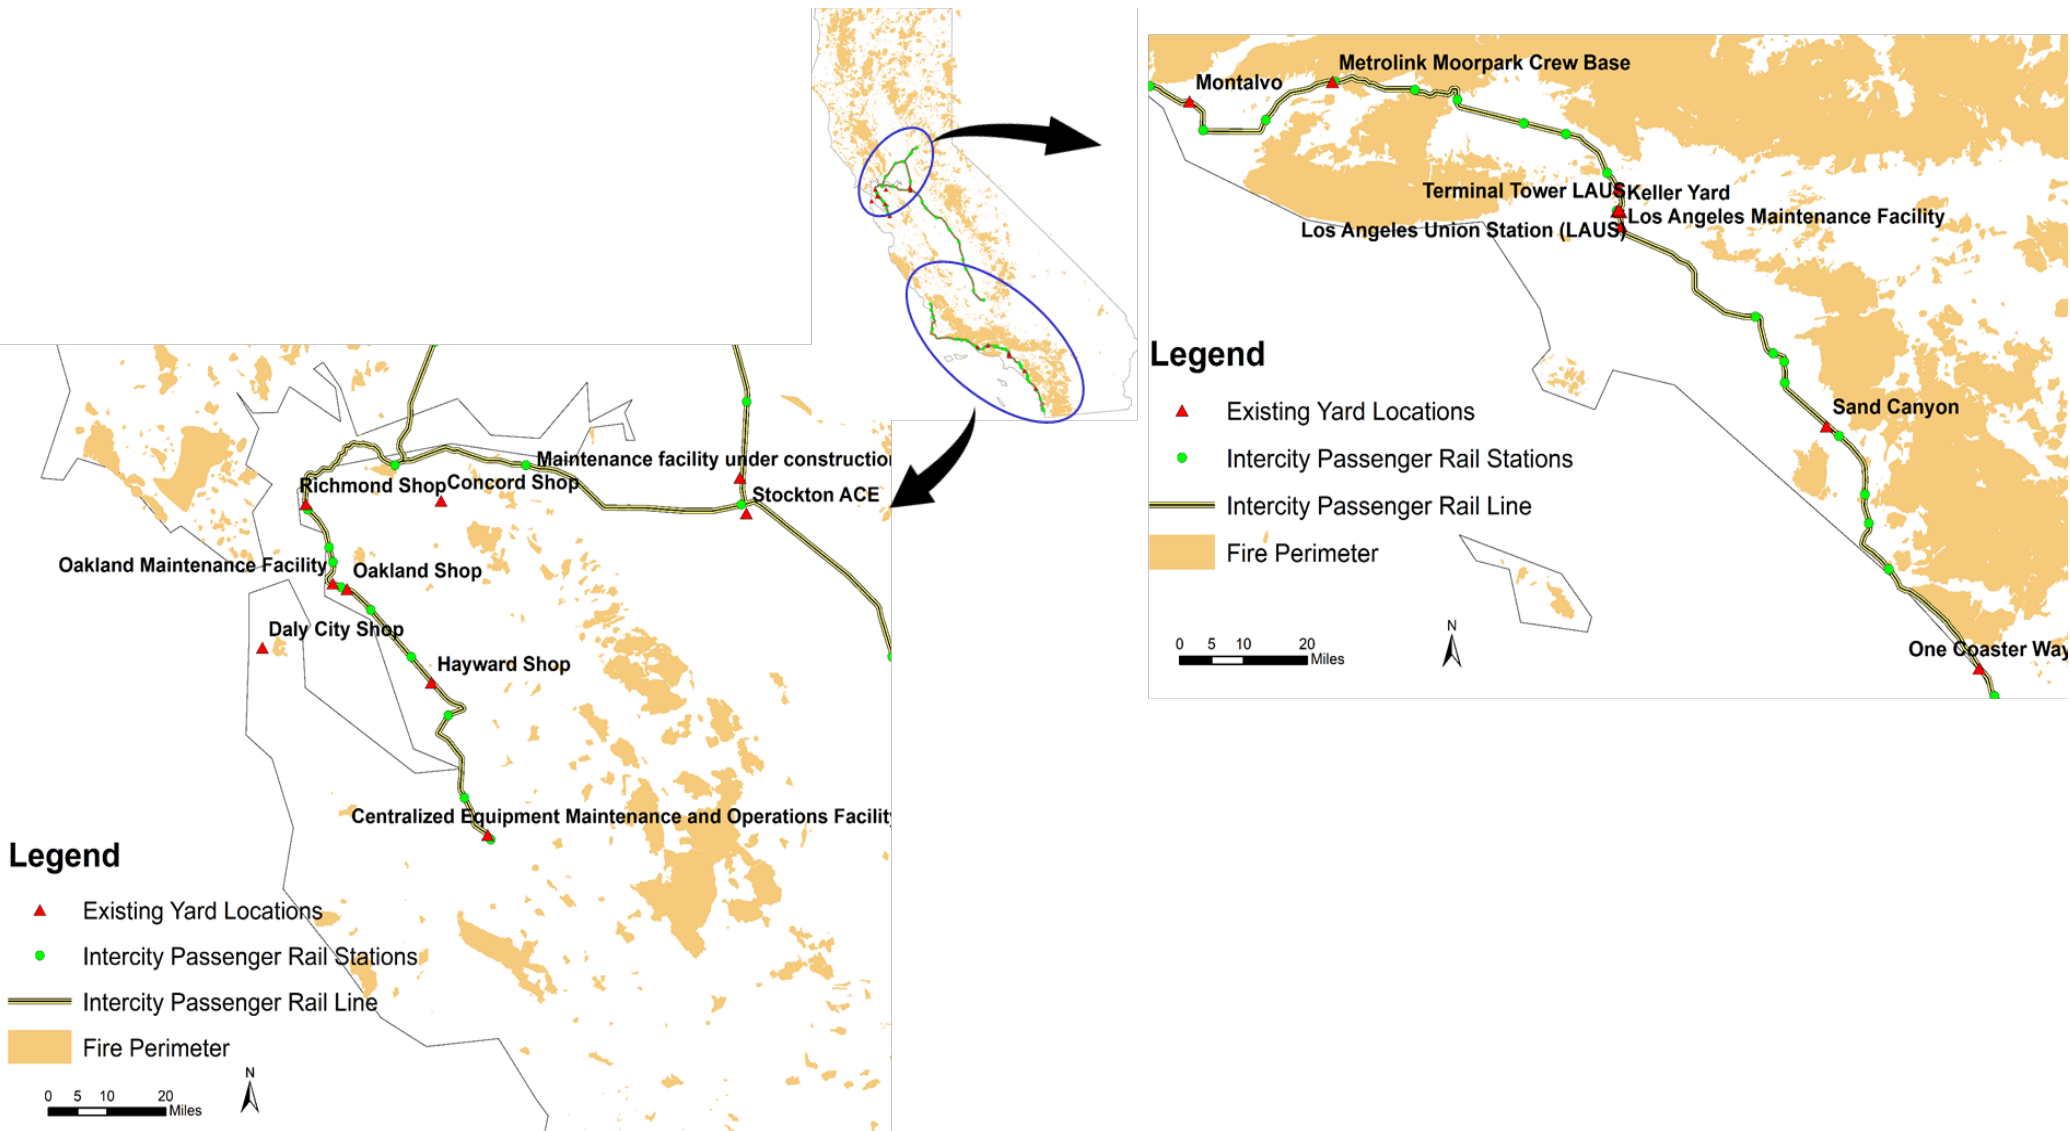 Metrolink Moorpark Crew Base
Montalvo
Terminal Tower LAUS
Keller Yard
Los Angeles Maintenance Facility
Los Angeles Union Station (LAUS)
Sand Canyon
One Coaster Way
Legend
Existing Yard Locations
Intercity Passenger Rail Stations
Intercity Passenger Rail Line
Fire Perimeter
0 5 10 20
Miles
N
Maintenance facility under constructio
Richmond Shop
Concord Shop
Stockton ACE
Oakland Maintenance Facility
Oakland Shop
Daly City Shop
Hayward Shop
Centralized Equipment Maintenance and Operations Facility
Legend
Existing Yard Locations
Intercity Passenger Rail Stations
Intercity Passenger Rail Line
Fire Perimeter
0 5 10 20
Miles
N